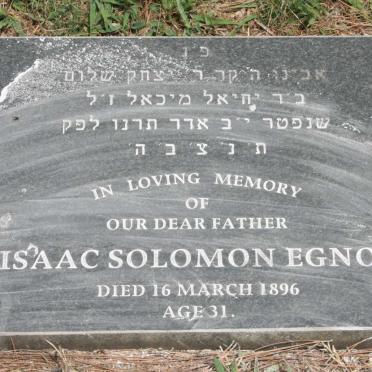 פ נ
אבינו היקר ר' יצחק שלום
ב״ר יחיאל מיכאל ז״ל
שנפטר י״ב אדר תרנו לפק
ת׳ נ׳ צ׳ ב׳ ה׳
IN LOVING MEMORY
OF
OUR DEAR FATHER
ISAAC SOLOMON EGNO
DIED 16 MARCH 1896
AGE 31.